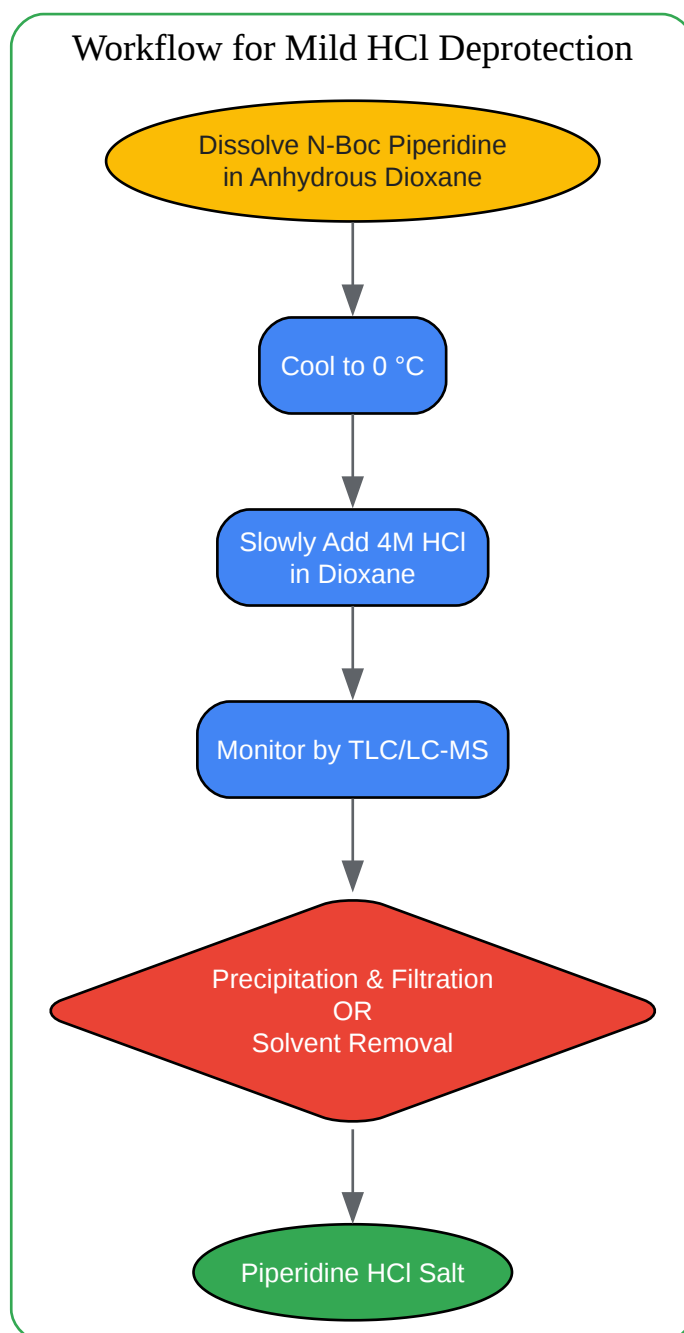 Workflow for Mild HCl Deprotection
Dissolve N-Boc Piperidine
in Anhydrous Dioxane
Cool to 0 °C
Slowly Add 4M HCl
in Dioxane
Monitor by TLC/LC-MS
Precipitation & Filtration
OR
Solvent Removal
Piperidine HCl Salt